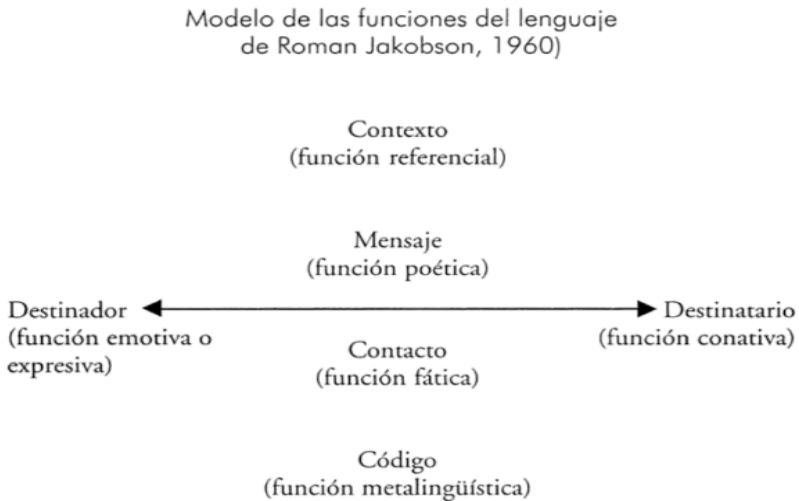 Modelo de las funciones del lenguaje
de Roman Jakobson, 1960)
Contexto
(función referencial)
Mensaje
(función poética)
Destinador
(función emotiva o
expresiva)
Destinatario
(función conativa)
Contacto
(función fática)
Código
(función metalingüística)